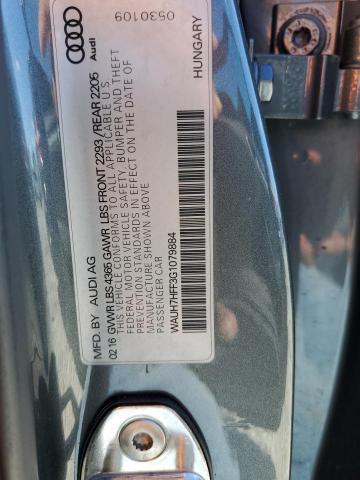 Audi
0530109
MFD. BY AUDI AG
HUNGARY
02 16 GVWR LBS 4365 GAWR LBS FRONT 2293 /REAR 2205
THIS VEHICLE CONFORMS TO ALL APPLICABLE
FEDERAL MOTOR VEHICLE SAFETY, BUMPER AND THEFT
PREVENTION STANDARDS IN EFFECT ON THE DATE OF
MANUFACTURE SHOWN ABOVE
PASSENGER CAR
WAUH7HFF3G1079884